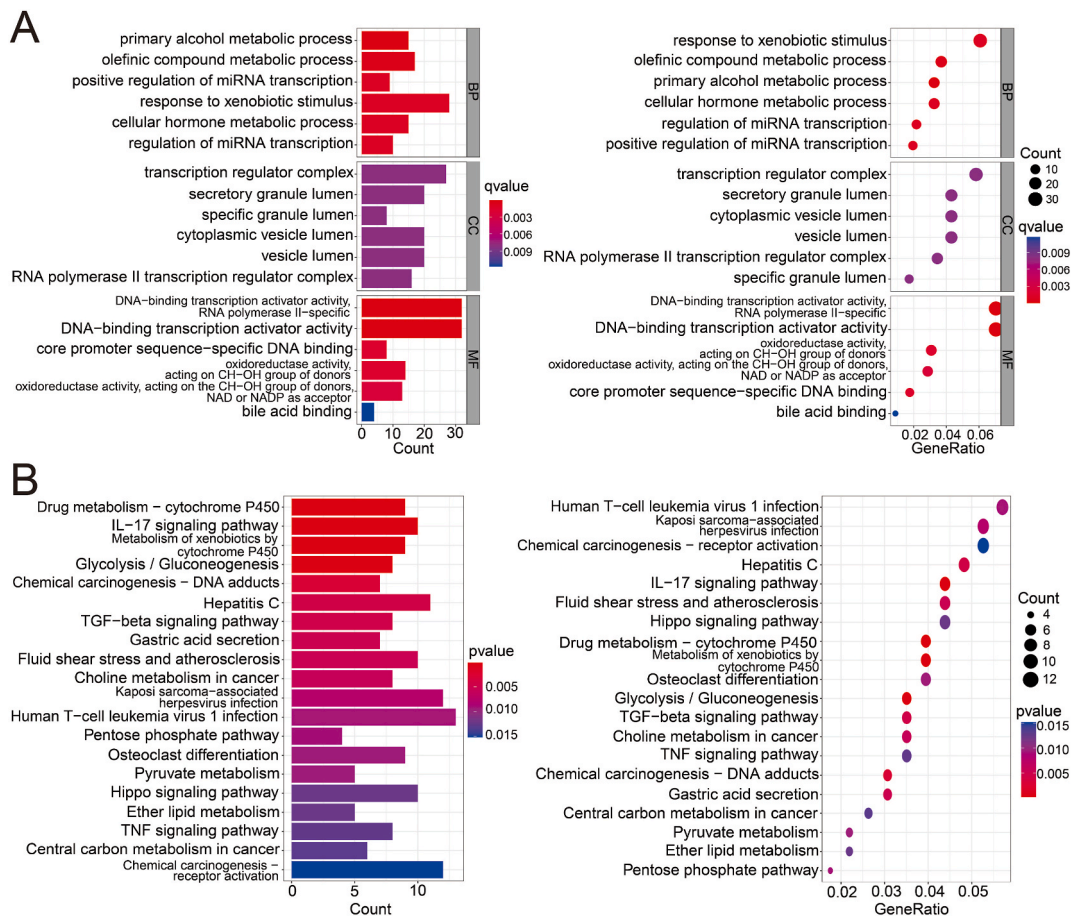 A
primary alcohol metabolic process
olefinic compound metabolic process
positive regulation of miRNA transcription
response to xenobiotic stimulus
cellular hormone metabolic process
regulation of miRNA transcription
BP
transcription regulator complex
secretory granule lumen
specific granule lumen
cytoplasmic vesicle lumen
vesicle lumen
RNA polymerase II transcription regulator complex
CC
DNA−binding transcription activator activity,
RNA polymerase II−specific
DNA−binding transcription activator activity
core promoter sequence−specific DNA binding
oxidoreductase activity,
acting on CH−OH group of donors
oxidoreductase activity, acting on the CH−OH group of donors,
NAD or NADP as acceptor
bile acid binding
MF
0 10 20 30
Count
qvalue
0.003
0.006
0.009
response to xenobiotic stimulus
olefinic compound metabolic process
primary alcohol metabolic process
cellular hormone metabolic process
regulation of miRNA transcription
positive regulation of miRNA transcription
BP
transcription regulator complex
secretory granule lumen
cytoplasmic vesicle lumen
vesicle lumen
RNA polymerase II transcription regulator complex
specific granule lumen
CC
DNA−binding transcription activator activity,
RNA polymerase II−specific
DNA−binding transcription activator activity
oxidoreductase activity,
acting on CH−OH group of donors
oxidoreductase activity, acting on the CH−OH group of donors,
NAD or NADP as acceptor
core promoter sequence−specific DNA binding
bile acid binding
MF
0.02 0.04 0.06
GeneRatio
Count
10
20
30
qvalue
0.009
0.006
0.003
B
Drug metabolism − cytochrome P450
IL−17 signaling pathway
Metabolism of xenobiotics by
cytochrome P450
Glycolysis / Gluconeogenesis
Chemical carcinogenesis − DNA adducts
Hepatitis C
TGF−beta signaling pathway
Gastric acid secretion
Fluid shear stress and atherosclerosis
Choline metabolism in cancer
Kaposi sarcoma−associated
herpesvirus infection
Human T−cell leukemia virus 1 infection
Pentose phosphate pathway
Osteoclast differentiation
Pyruvate metabolism
Hippo signaling pathway
Ether lipid metabolism
TNF signaling pathway
Central carbon metabolism in cancer
Chemical carcinogenesis −
receptor activation
0 5 10
Count
pvalue
0.005
0.010
0.015
Human T−cell leukemia virus 1 infection
Kaposi sarcoma−associated
herpesvirus infection
Chemical carcinogenesis − receptor activation
Hepatitis C
IL−17 signaling pathway
Fluid shear stress and atherosclerosis
Hippo signaling pathway
Drug metabolism − cytochrome P450
Metabolism of xenobiotics by
cytochrome P450
Osteoclast differentiation
Glycolysis / Gluconeogenesis
TGF−beta signaling pathway
Choline metabolism in cancer
TNF signaling pathway
Chemical carcinogenesis − DNA adducts
Gastric acid secretion
Central carbon metabolism in cancer
Pyruvate metabolism
Ether lipid metabolism
Pentose phosphate pathway
0.02 0.03 0.04 0.05
GeneRatio
Count
4
6
8
10
12
pvalue
0.015
0.010
0.005